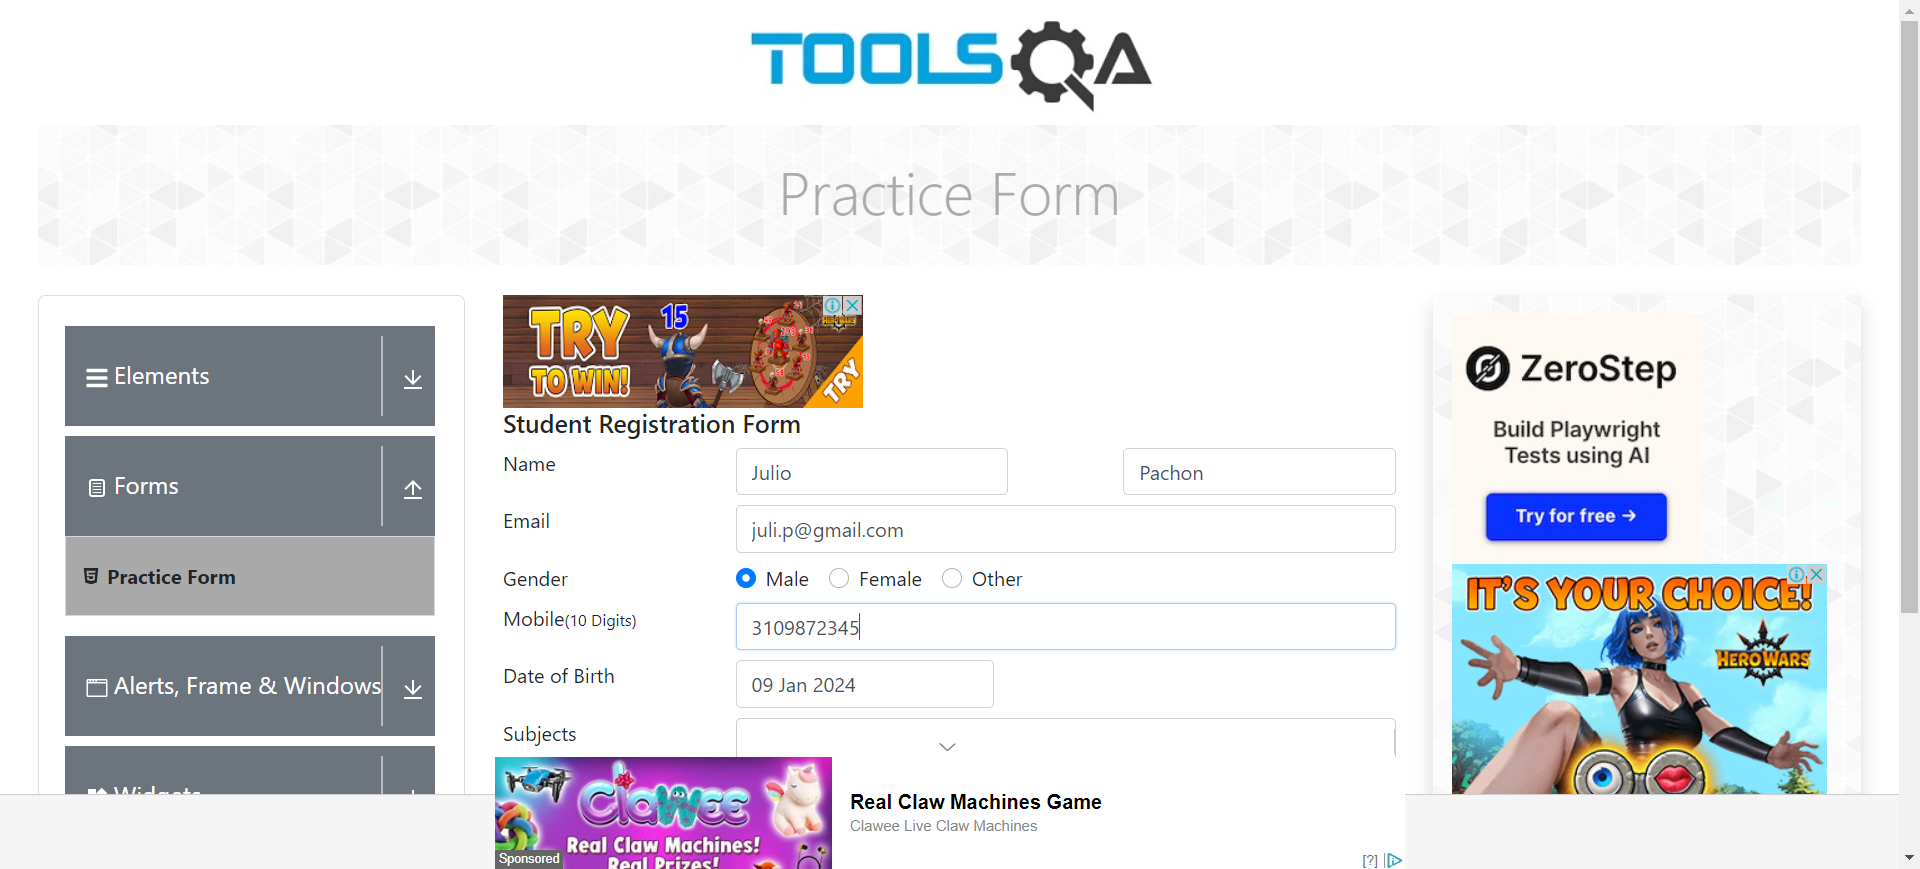 TOOLSQA
Practice Form
Elements
Forms
Practice Form
Alerts, Frame & Windows
Widgets
TRY
TO WIN!
15
TRY
Student Registration Form
Name
Julio
Pachon
Email
juli.p@gmail.com
Gender
Male
Female
Other
Mobile(10 Digits)
3109872345
Date of Birth
09 Jan 2024
Subjects
ZeroStep
Build Playwright
Tests using AI
Try for free →
IT'S YOUR CHOICE!
HERO WARS
Clawee
Real Claw Machines!
Real Prizes!
Sponsored
Real Claw Machines Game
Clawee Live Claw Machines
[?]